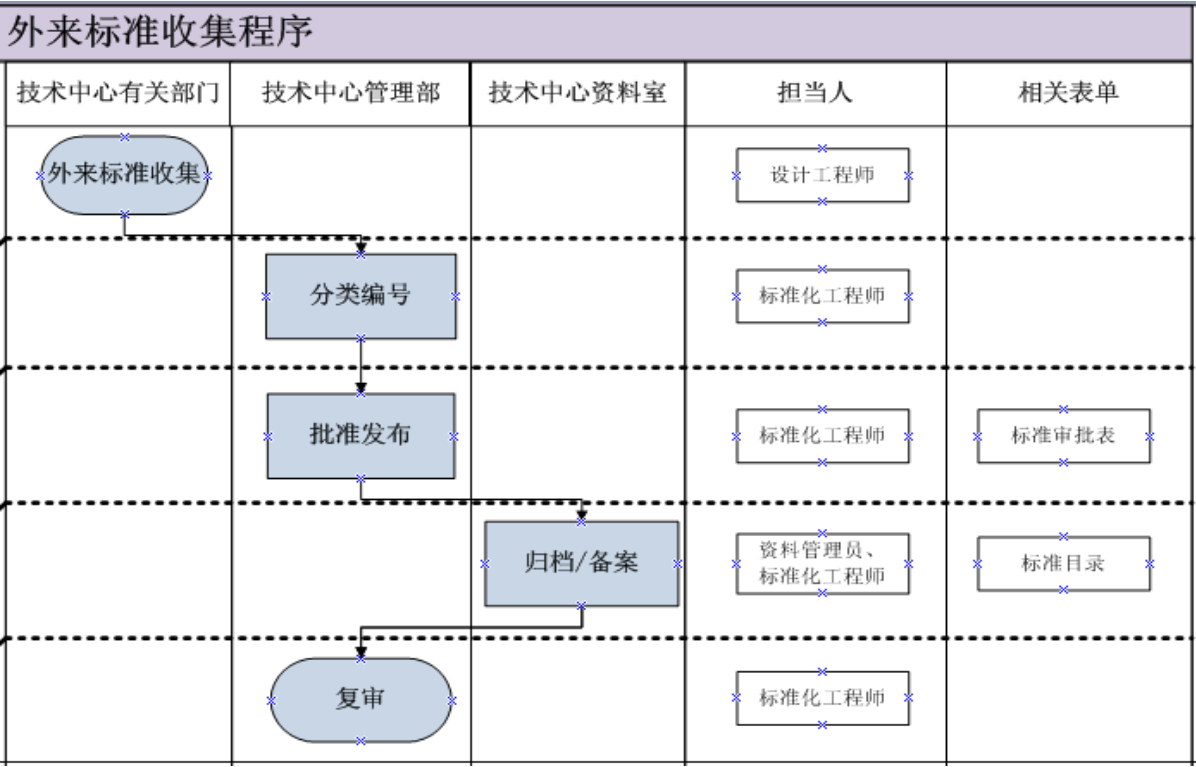 外来标准收集程序
技术中心有关部门
技术中心管理部
技术中心资料室
担当人
相关表单
外来标准收集
设计工程师
分类编号
标准化工程师
批准发布
标准化工程师
标准审批表
归档/备案
资料管理员、
标准化工程师
标准目录
复审
标准化工程师